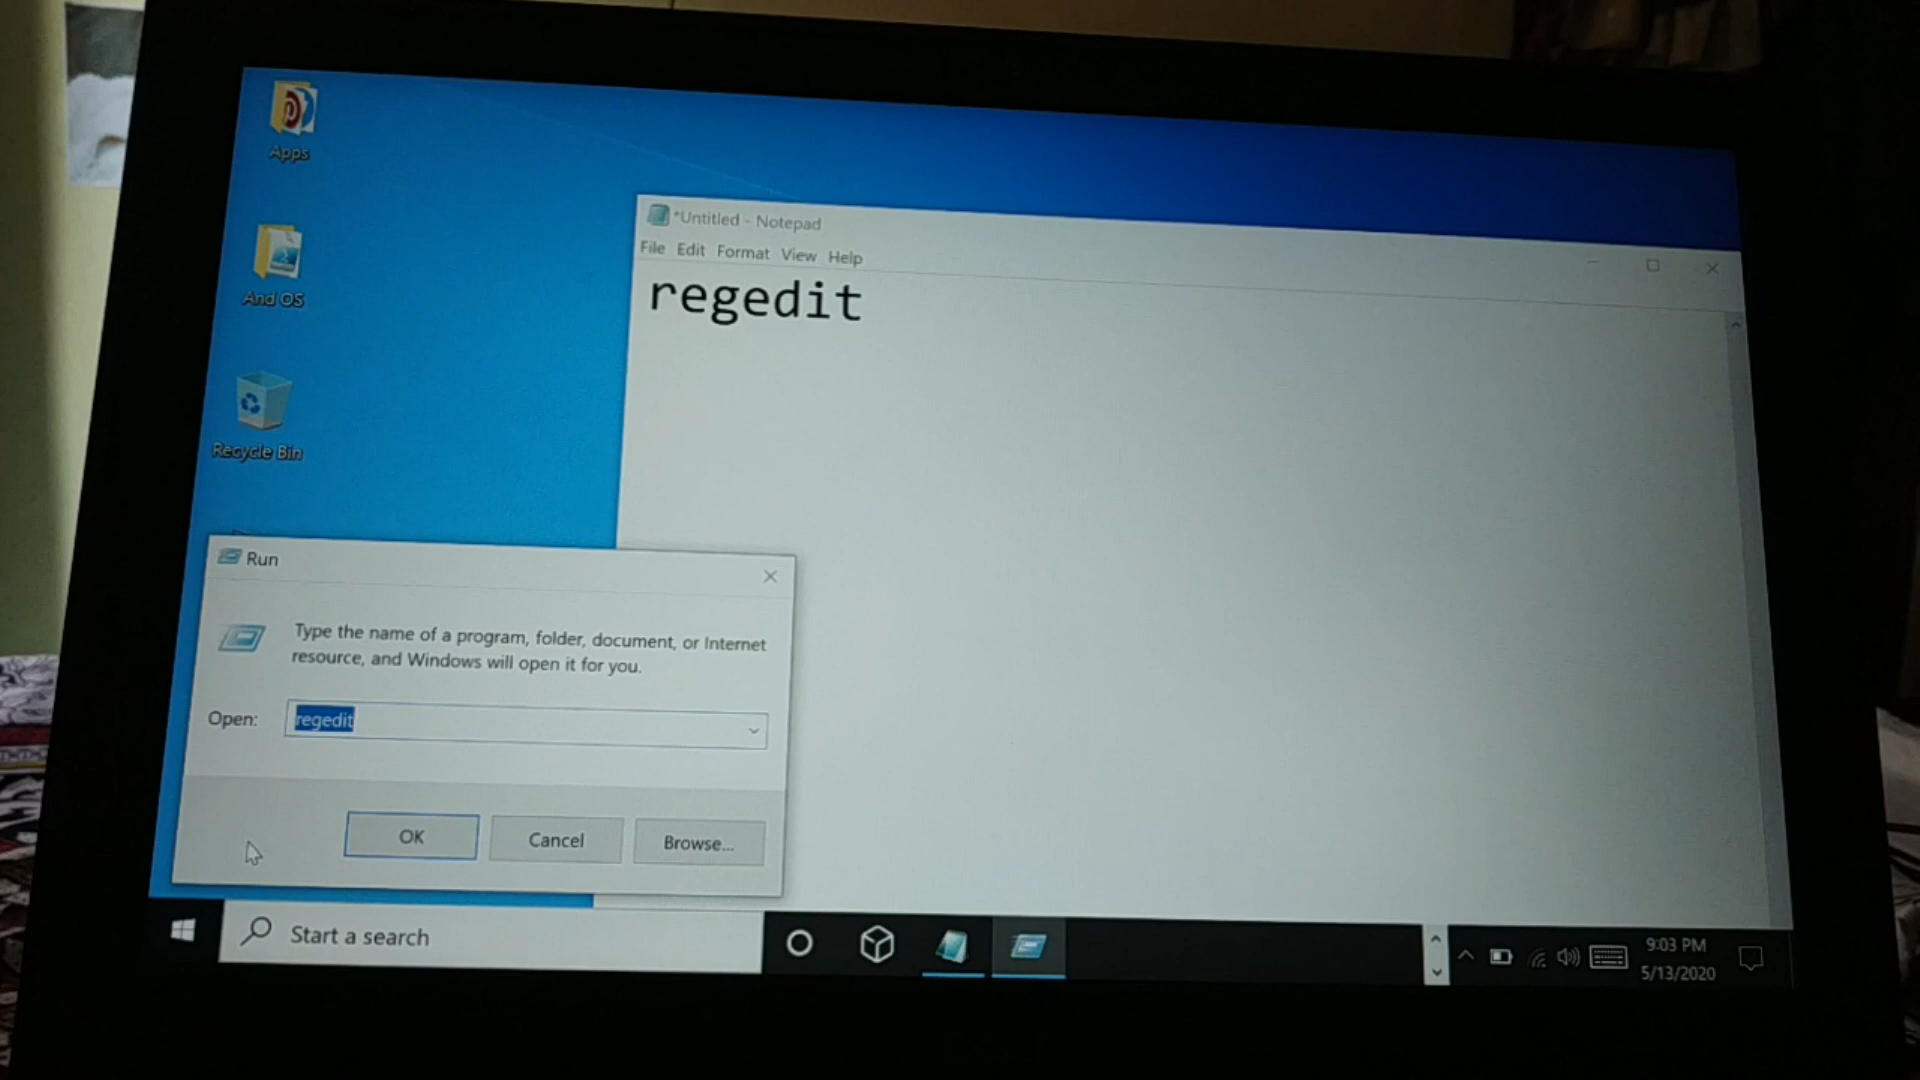 Apps
And OS
Recycle Bin
*Untitled - Notepad
File Edit Format View Help
regedit
Run
Type the name of a program, folder, document, or Internet
resource, and Windows will open it for you.
Open: regedit
OK Cancel Browse...
Start a search
9:03 PM
5/13/2020